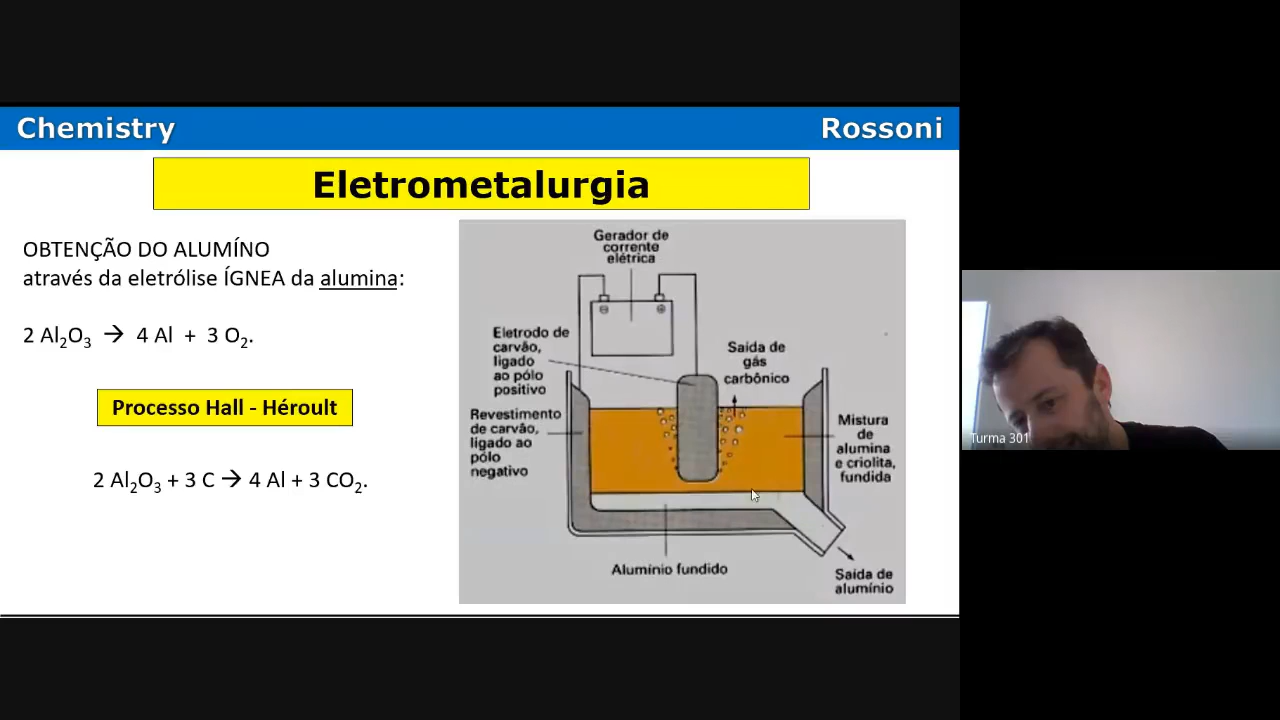 Chemistry
Rossoni
Eletrometalurgia
OBTENÇÃO DO ALUMÍNO
através da eletrólise ÍGNEA da alumina:
2 Al₂O₃ → 4 Al + 3 O₂.
Processo Hall - Héroult
2 Al₂O₃ + 3 C → 4 Al + 3 CO₂.
Gerador de
corrente
elétrica
Eletrodo de
carvão,
ligado
ao pólo
positivo
Saída de
gás
carbônico
Revestimento
de carvão,
ligado ao
pólo
negativo
Mistura
de
alumina
e criolita,
fundida
Alumínio fundido
Saída de
alumínio
Turma 301